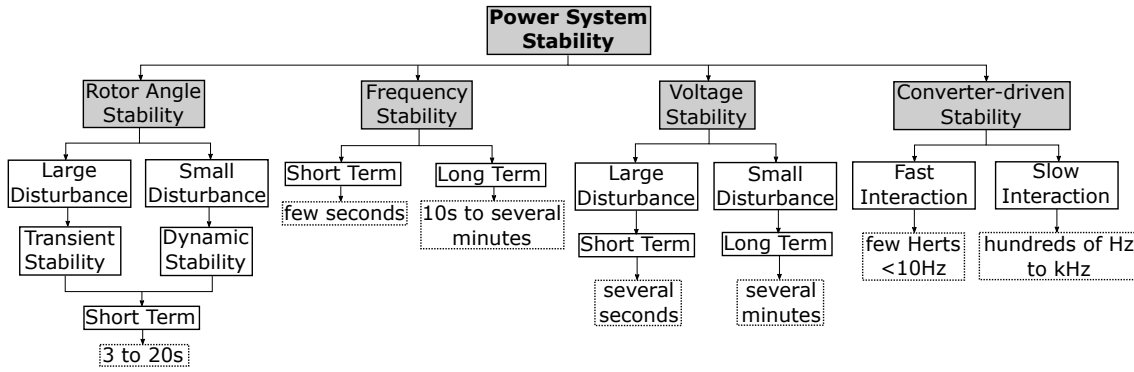 Power System
Stability
Rotor Angle
Stability
Frequency
Stability
Voltage
Stability
Converter-driven
Stability
Large
Disturbance
Small
Disturbance
Short Term
Long Term
Large
Disturbance
Small
Disturbance
Fast
Interaction
Slow
Interaction
Transient
Stability
Dynamic
Stability
few seconds
10s to several
minutes
Short Term
Long Term
few Herts
<10Hz
hundreds of Hz
to kHz
Short Term
several
seconds
several
minutes
3 to 20s